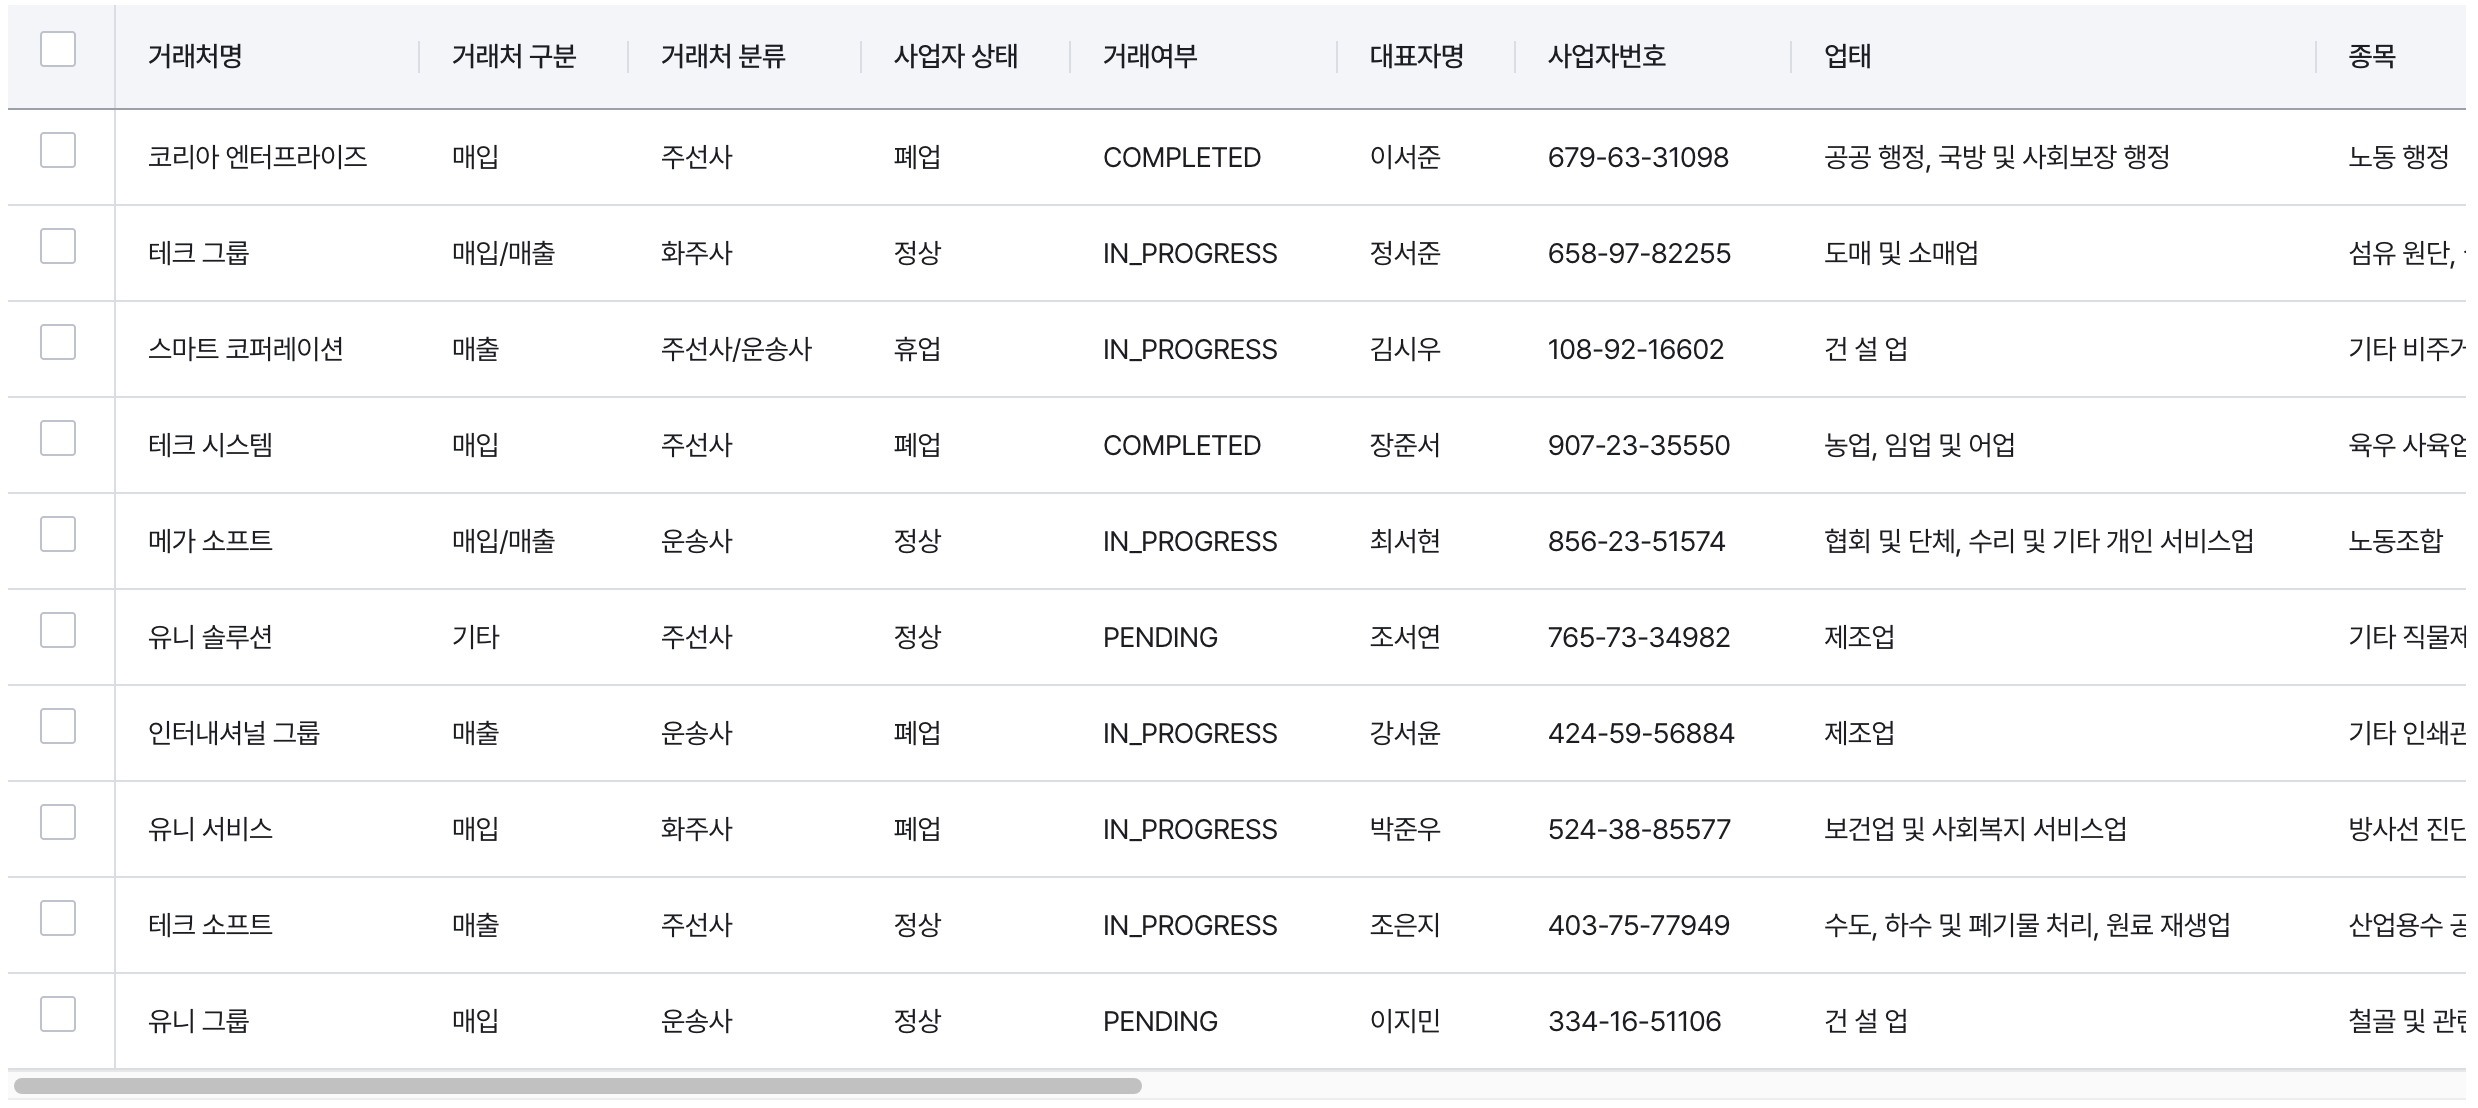 거래처명 거래처 구분 거래처 분류 사업자 상태 거래여부 대표자명 사업자번호 업태 종목
코리아 엔터프라이즈 매입 주선사 폐업 COMPLETED 이서준 679-63-31098 공공 행정, 국방 및 사회보장 행정 노동 행정
테크 그룹 매입/매출 화주사 정상 IN_PROGRESS 정서준 658-97-82255 도매 및 소매업 섬유 원단,
스마트 코퍼레이션 매출 주선사/운송사 휴업 IN_PROGRESS 김시우 108-92-16602 건 설 업 기타 비주거
테크 시스템 매입 주선사 폐업 COMPLETED 장준서 907-23-35550 농업, 임업 및 어업 육우 사육업
메가 소프트 매입/매출 운송사 정상 IN_PROGRESS 최서현 856-23-51574 협회 및 단체, 수리 및 기타 개인 서비스업 노동조합
유니 솔루션 기타 주선사 정상 PENDING 조서연 765-73-34982 제조업 기타 직물제
인터내셔널 그룹 매출 운송사 폐업 IN_PROGRESS 강서윤 424-59-56884 제조업 기타 인쇄관
유니 서비스 매입 화주사 폐업 IN_PROGRESS 박준우 524-38-85577 보건업 및 사회복지 서비스업 방사선 진단
테크 소프트 매출 주선사 정상 IN_PROGRESS 조은지 403-75-77949 수도, 하수 및 폐기물 처리, 원료 재생업 산업용수 공
유니 그룹 매입 운송사 정상 PENDING 이지민 334-16-51106 건 설 업 철골 및 관련